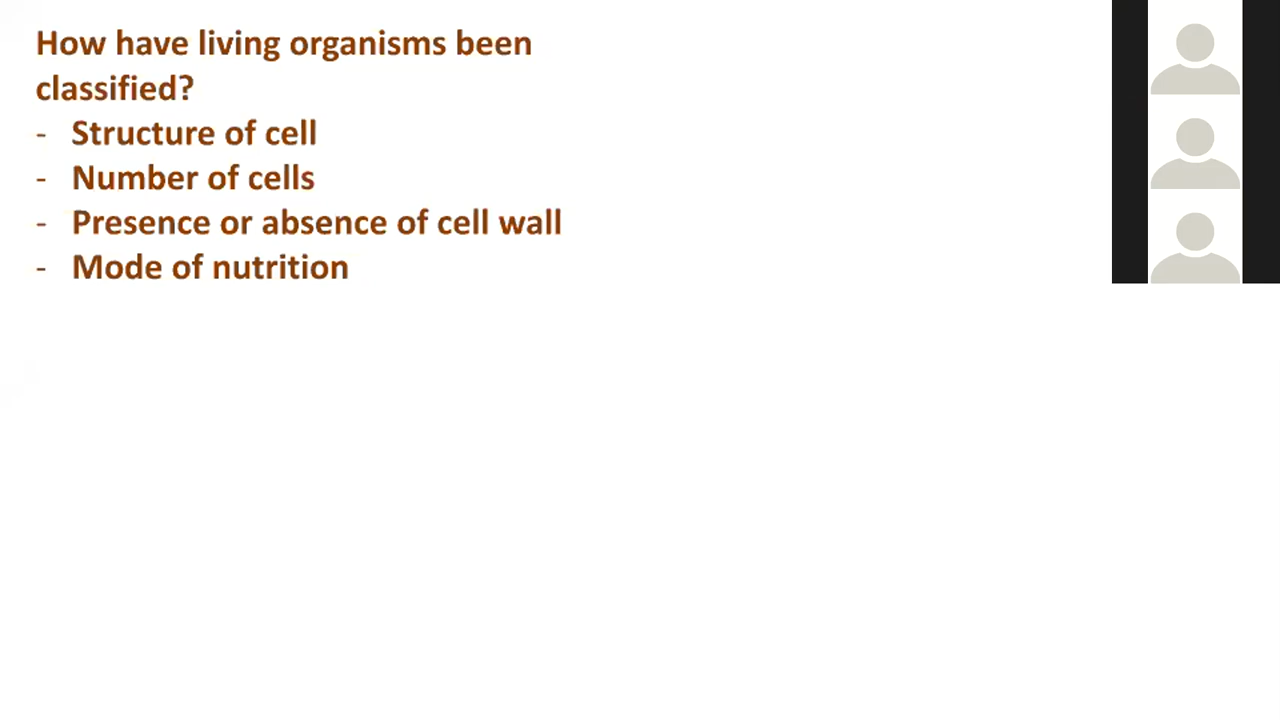 How have living organisms been
classified?
- Structure of cell
- Number of cells
- Presence or absence of cell wall
- Mode of nutrition